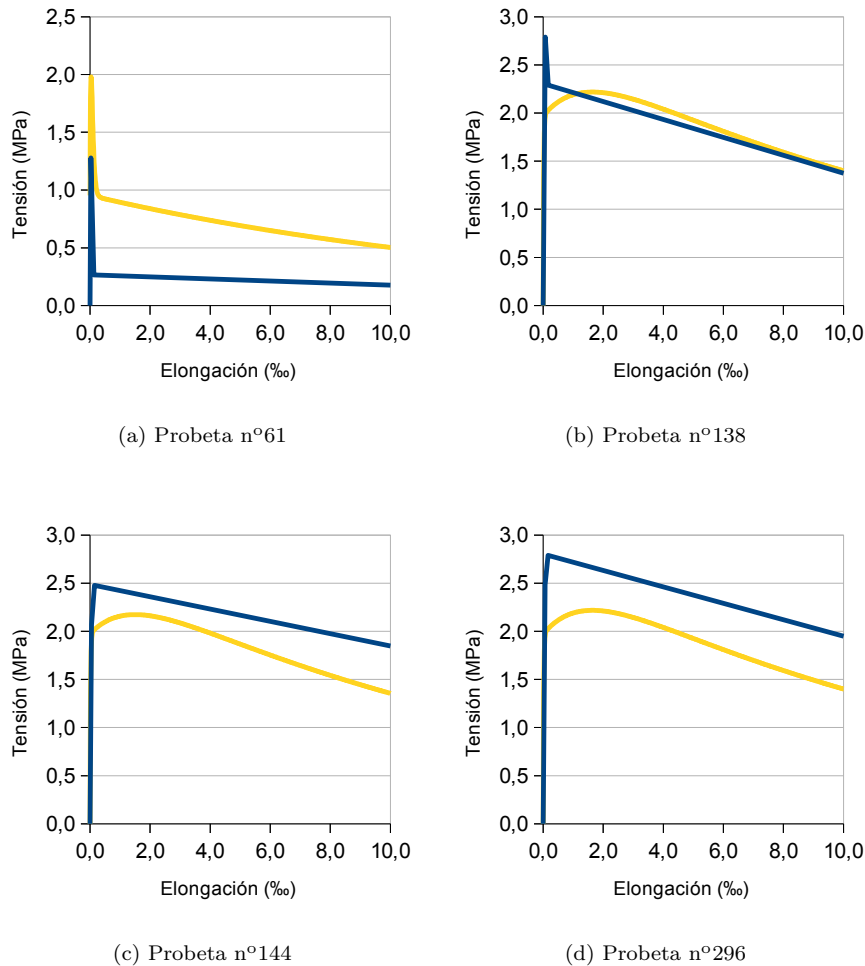 2,5
2,0
1,5
1,0
0,5
0,0
Tensión (MPa)
0,0 2,0 4,0 6,0 8,0 10,0
Elongación (‰)
(a) Probeta nº61
3,0
2,5
2,0
1,5
1,0
0,5
0,0
Tensión (MPa)
0,0 2,0 4,0 6,0 8,0 10,0
Elongación (‰)
(b) Probeta nº138
3,0
2,5
2,0
1,5
1,0
0,5
0,0
Tensión (MPa)
0,0 2,0 4,0 6,0 8,0 10,0
Elongación (‰)
(c) Probeta nº144
3,0
2,5
2,0
1,5
1,0
0,5
0,0
Tensión (MPa)
0,0 2,0 4,0 6,0 8,0 10,0
Elongación (‰)
(d) Probeta nº296